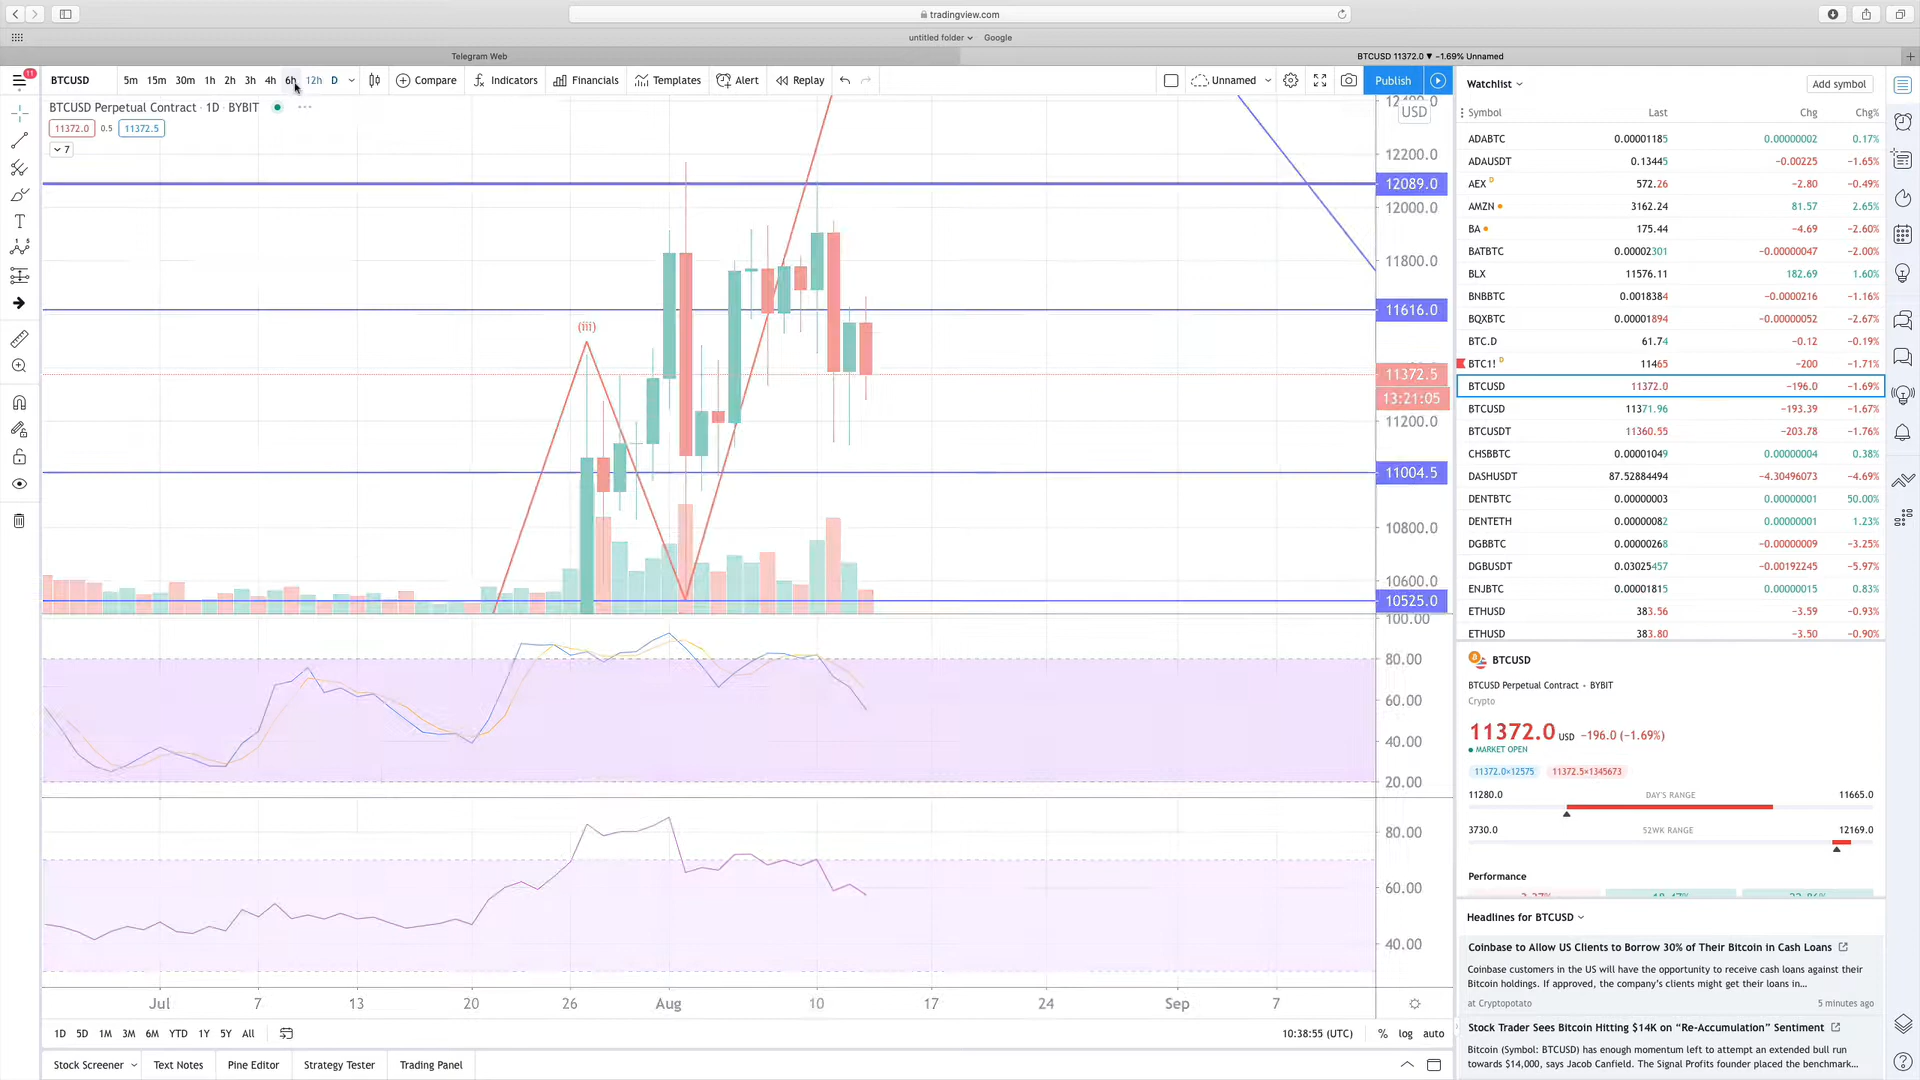 tradingview.com
untitled folder Google
Telegram Web
BTCUSD 11372.0 ▼ −1.69% Unnamed
11
BTCUSD 5m 15m 30m 1h 2h 3h 4h 6h 12h D Compare Indicators Financials Templates Alert Replay Unnamed Publish
BTCUSD Perpetual Contract · 1D · BYBIT
11372.0 0.5 11372.5
7
(iii)
12400.0
USD
12200.0
12089.0
12000.0
11800.0
11616.0
11372.5
13:21:05
11200.0
11004.5
10800.0
10600.0
10525.0
100.00
80.00
60.00
40.00
20.00
80.00
60.00
40.00
Jul 7 13 20 26 Aug 10 17 24 Sep 7
1D 5D 1M 3M 6M YTD 1Y 5Y All 10:38:55 (UTC) % log auto
Stock Screener Text Notes Pine Editor Strategy Tester Trading Panel
Watchlist Add symbol
Symbol Last Chg Chg%
ADABTC 0.00001185 0.00000002 0.17%
ADAUSDT 0.13445 −0.00225 −1.65%
AEX D 572.26 −2.80 −0.49%
AMZN 3162.24 81.57 2.65%
BA 175.44 −4.69 −2.60%
BATBTC 0.00002301 −0.00000047 −2.00%
BLX 11576.11 182.69 1.60%
BNBBTC 0.0018384 −0.0000216 −1.16%
BQXBTC 0.00001894 −0.00000052 −2.67%
BTC.D 61.74 −0.12 −0.19%
BTC1! D 11465 −200 −1.71%
BTCUSD 11372.0 −196.0 −1.69%
BTCUSD 11371.96 −193.39 −1.67%
BTCUSDT 11360.55 −203.78 −1.76%
CHSBBTC 0.00001049 0.00000004 0.38%
DASHUSDT 87.52884494 −4.30496073 −4.69%
DENTBTC 0.00000003 0.00000001 50.00%
DENTETH 0.00000082 0.00000001 1.23%
DGBBTC 0.00000268 −0.00000009 −3.25%
DGBUSDT 0.03025457 −0.00192245 −5.97%
ENJBTC 0.00001815 0.00000015 0.83%
ETHUSD 383.56 −3.59 −0.93%
ETHUSD 383.80 −3.50 −0.90%
BTCUSD
BTCUSD Perpetual Contract • BYBIT
Crypto
11372.0 USD −196.0 (−1.69%)
MARKET OPEN
11372.0×12575 11372.5×1345673
11280.0 DAY'S RANGE 11665.0
3730.0 52WK RANGE 12169.0
Performance
Headlines for BTCUSD
Coinbase to Allow US Clients to Borrow 30% of Their Bitcoin in Cash Loans
Coinbase customers in the US will have the opportunity to receive cash loans against their
Bitcoin holdings. If approved, the company's clients might get their loans in...
at Cryptopotato 5 minutes ago
Stock Trader Sees Bitcoin Hitting $14K on “Re-Accumulation” Sentiment
Bitcoin (Symbol: BTCUSD) has enough momentum left to attempt an extended bull run
towards $14,000, says Jacob Canfield. The Signal Profits founder placed the benchmark...